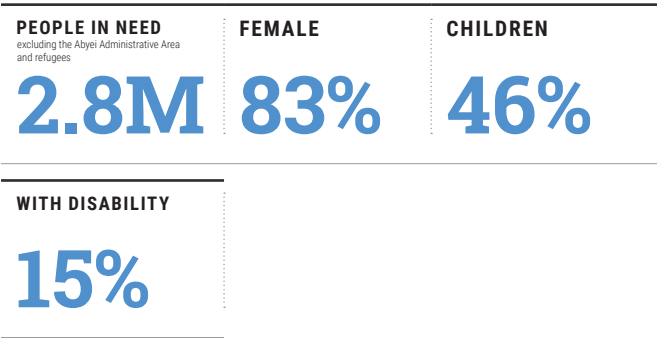 PEOPLE IN NEED
excluding the Abyei Administrative Area
and refugees
2.8M
FEMALE
83%
CHILDREN
46%
WITH DISABILITY
15%